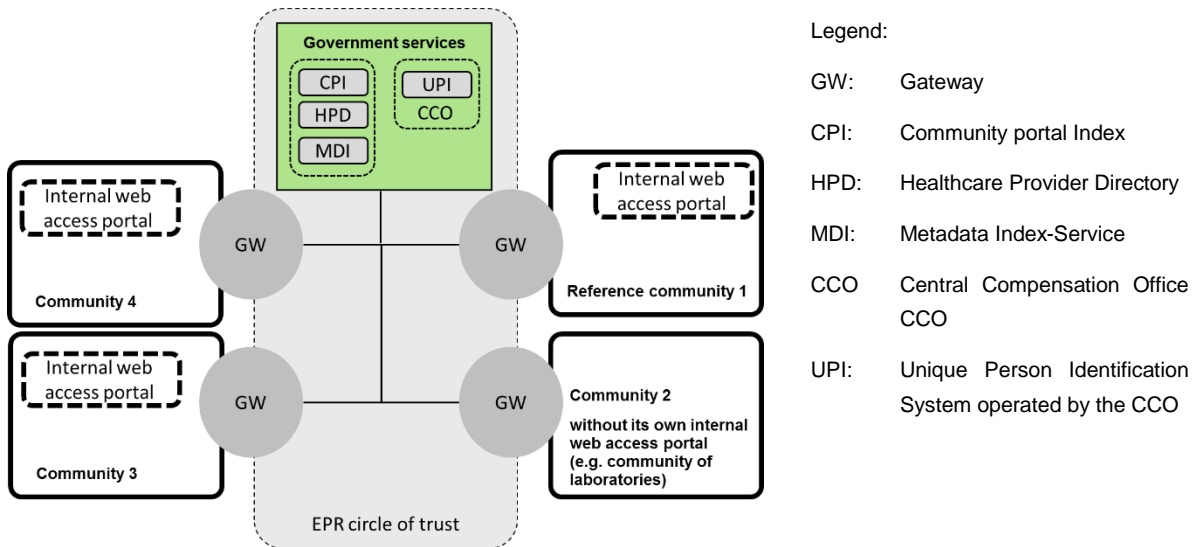 Government services
CPI
HPD
MDI
UPI
CCO
Internal web
access portal
Community 4
GW
GW
Internal web
access portal
Reference community 1
Internal web
access portal
Community 3
GW
GW
Community 2
without its own internal
web access portal
(e.g. community of
laboratories)
EPR circle of trust
Legend:
GW: Gateway
CPI: Community portal Index
HPD: Healthcare Provider Directory
MDI: Metadata Index-Service
CCO Central Compensation Office
CCO
UPI: Unique Person Identification
System operated by the CCO